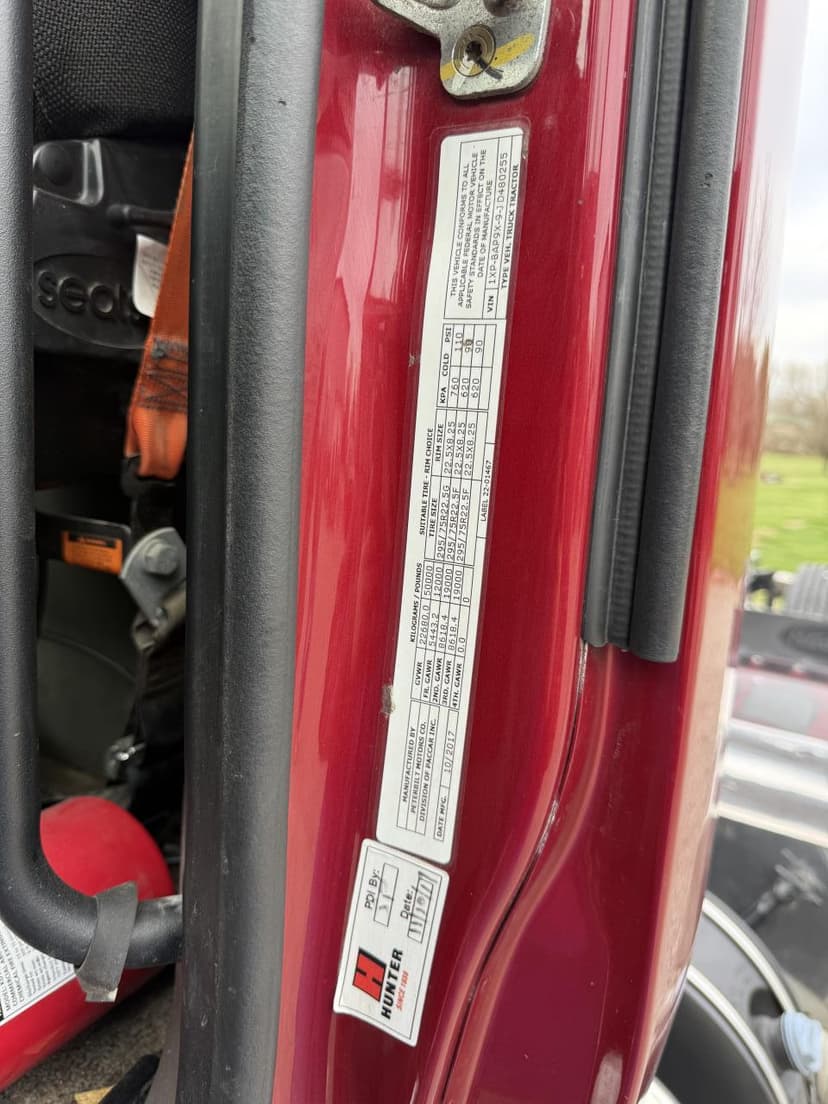 THIS VEHICLE CONFORMS TO ALL
APPLICABLE FEDERAL MOTOR VEHICLE
SAFETY STANDARDS IN EFFECT ON THE
DATE OF MANUFACTURE
VIN 1XP-BAP9X-9-JD480255
TYPE VEH. TRUCK TRACTOR
MANUFACTURED BY
PETERBILT MOTORS CO.
DIVISION OF PACCAR INC.
DATE MFG. 10/2017
KILOGRAMS / POUNDS SUITABLE TIRE - RIM CHOICE
TIRE SIZE RIM SIZE KPA COLD PSI
GVWR 22680.0 50000
FR. GAWR 5443.2 12000 295/75R22.5G 22.5X8.25 760 110
2ND. GAWR 8618.4 19000 295/75R22.5F 22.5X8.25 620 90
3RD. GAWR 8618.4 19000 295/75R22.5F 22.5X8.25 620 90
4TH. GAWR 0.0 0
LABEL 22-01467
PDI By:
Date:
H
HUNTER
SINCE 1938
seats